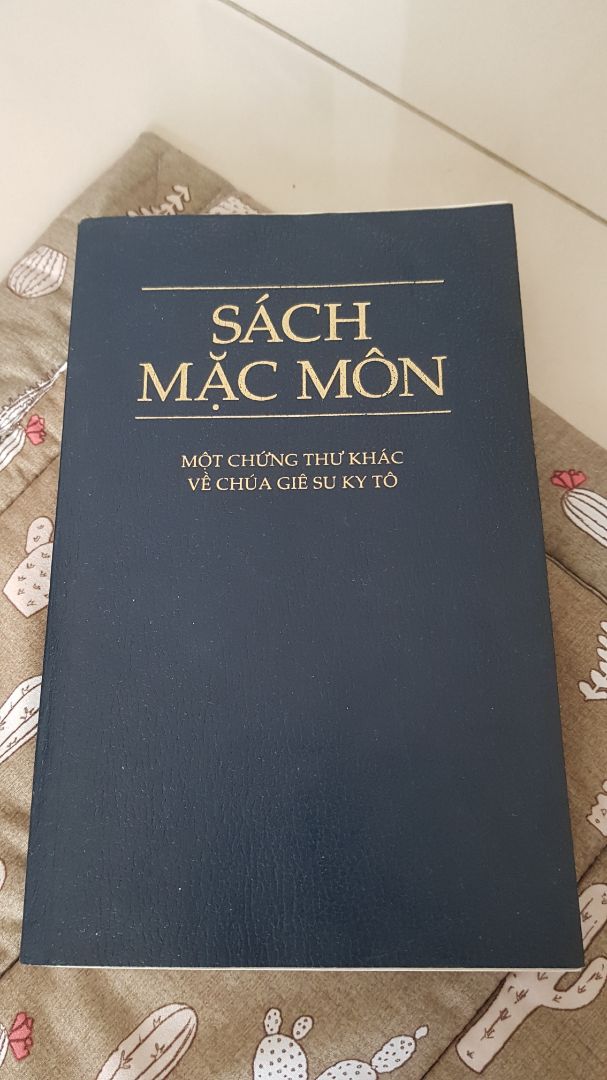 SÁCH
MẶC MÔN
MỘT CHỨNG THƯ KHÁC
VỀ CHÚA GIÊ SU KY TÔ